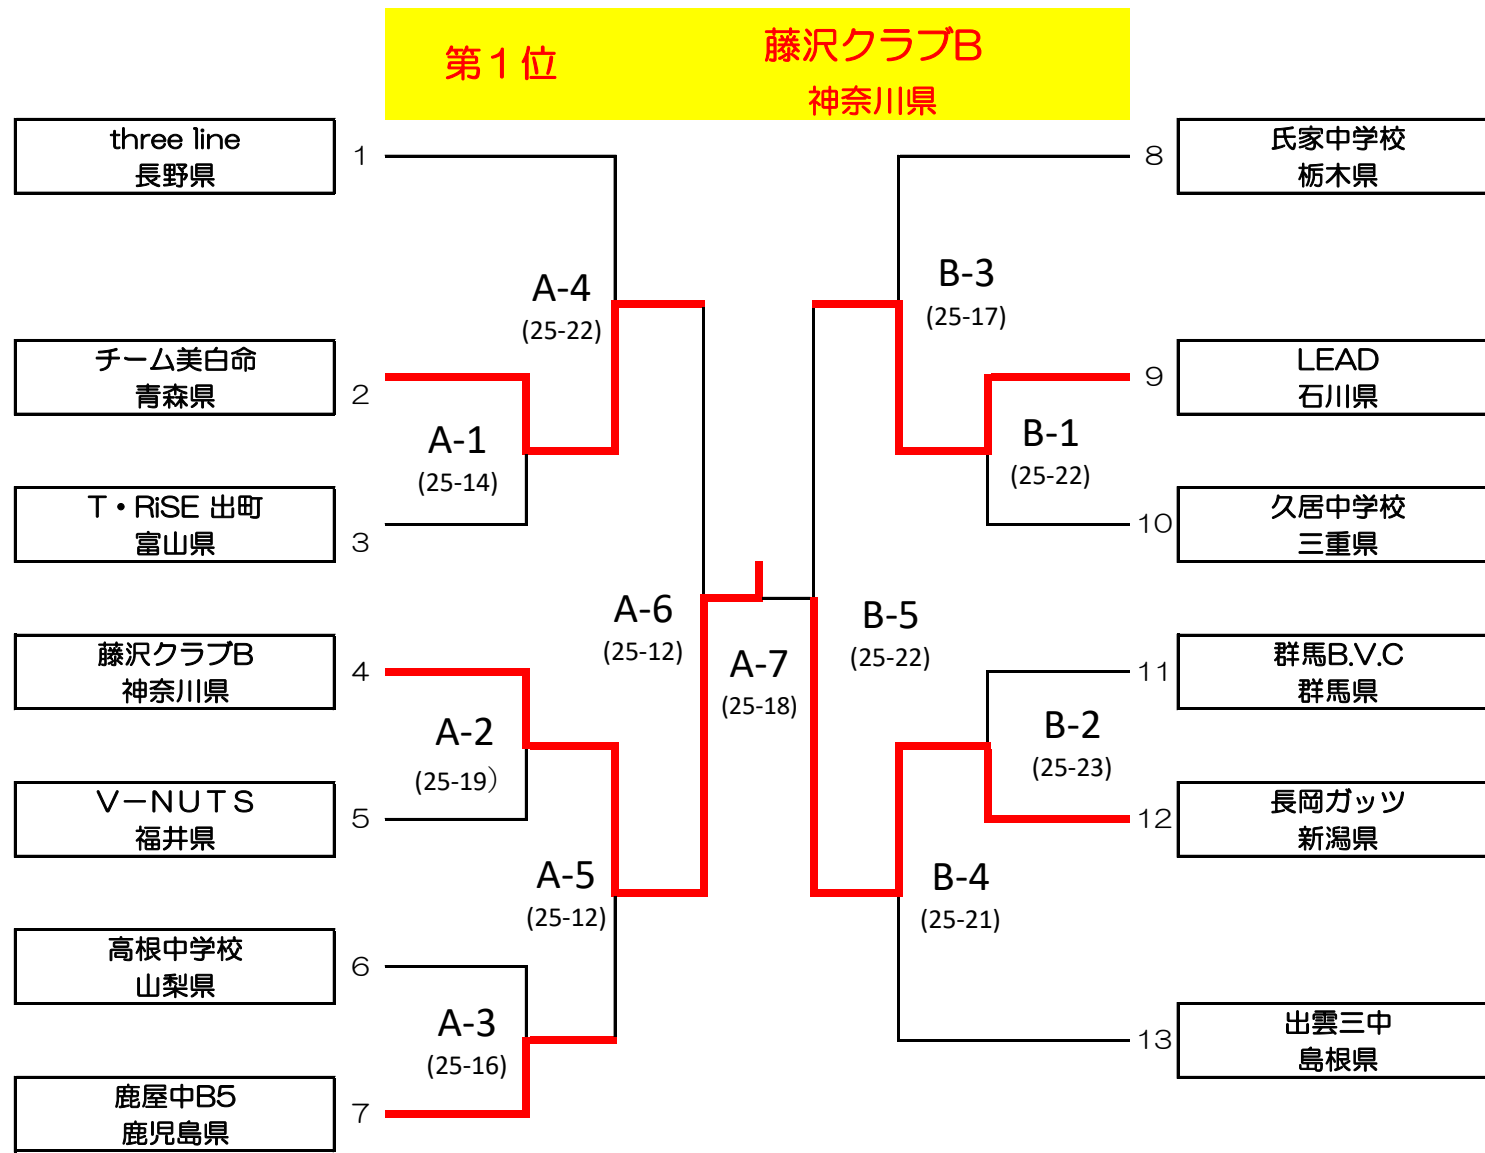 第１位
藤沢クラブB
神奈川県
three line
長野県
1
チーム美白命
青森県
2
T・RiSE 出町
富山県
3
藤沢クラブB
神奈川県
4
V－NUTS
福井県
5
高根中学校
山梨県
6
鹿屋中B5
鹿児島県
7
A-4
(25-22)
A-1
(25-14)
A-6
(25-12)
A-2
(25-19）
A-5
(25-12)
A-3
(25-16)
A-7
(25-18)
B-3
(25-17)
B-1
(25-22)
B-5
(25-22)
B-2
(25-23)
B-4
(25-21)
8
氏家中学校
栃木県
9
LEAD
石川県
10
久居中学校
三重県
11
群馬B.V.C
群馬県
12
長岡ガッツ
新潟県
13
出雲三中
島根県